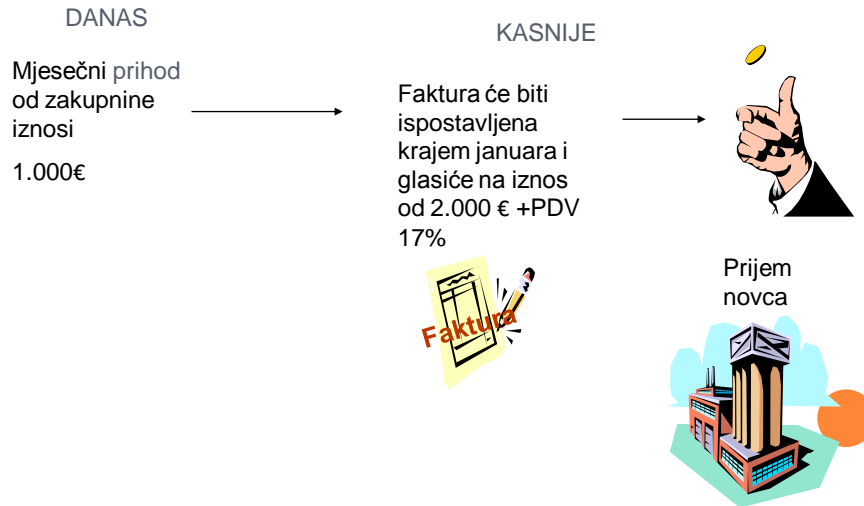 DANAS
Mjesečni prihod
od zakupnine
iznosi
1.000€
KASNIJE
Faktura će biti
ispostavljena
krajem januara i
glasiće na iznos
od 2.000 € +PDV
17%
Faktura
Prijem
novca